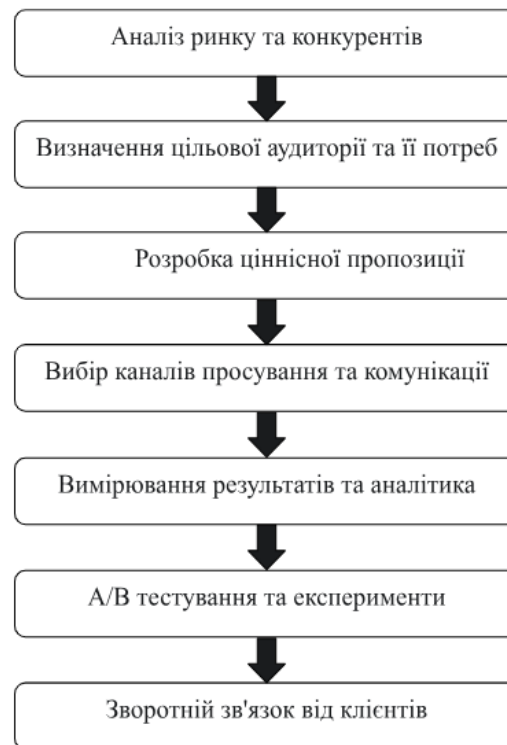 Аналіз ринку та конкурентів
Визначення цільової аудиторії та її потреб
Розробка ціннісної пропозиції
Вибір каналів просування та комунікації
Вимірювання результатів та аналітика
А/В тестування та експерименти
Зворотній зв'язок від клієнтів